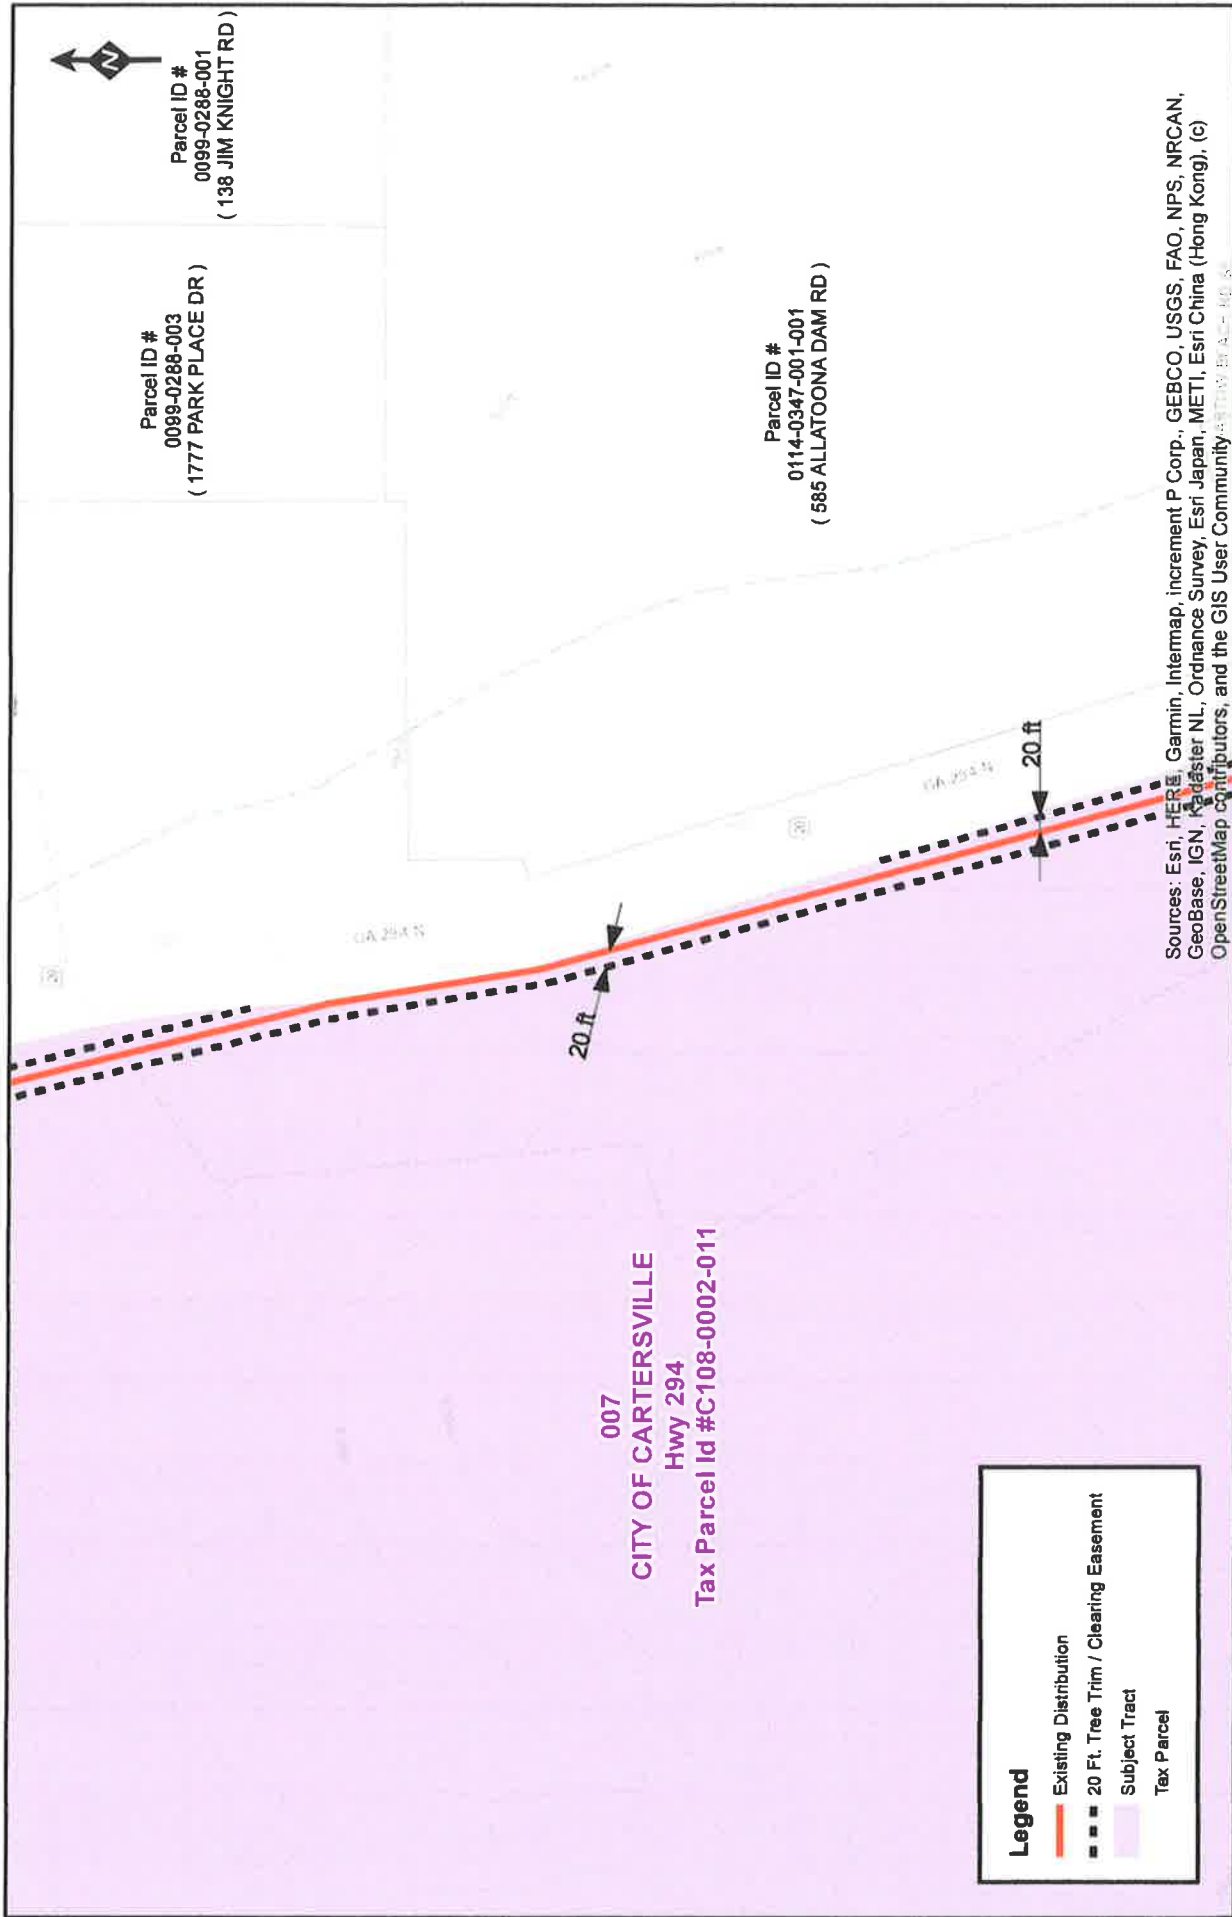 N
Parcel ID #
0099-0288-001
( 138 JIM KNIGHT RD )
Parcel ID #
0099-0288-003
( 1777 PARK PLACE DR )
Parcel ID #
0114-0347-001-001
( 585 ALLATOONA DAM RD )
GA 294 N
20
GA 294 N
20
20 ft
20 ft
007
CITY OF CARTERSVILLE
Hwy 294
Tax Parcel Id #C108-0002-011
Legend
Existing Distribution
20 Ft. Tree Trim / Clearing Easement
Subject Tract
Tax Parcel
Sources: Esri, HERE, Garmin, Intermap, increment P Corp., GEBCO, USGS, FAO, NPS, NRCAN,
GeoBase, IGN, Kadaster NL, Ordnance Survey, Esri Japan, METI, Esri China (Hong Kong), (c)
OpenStreetMap contributors, and the GIS User Community